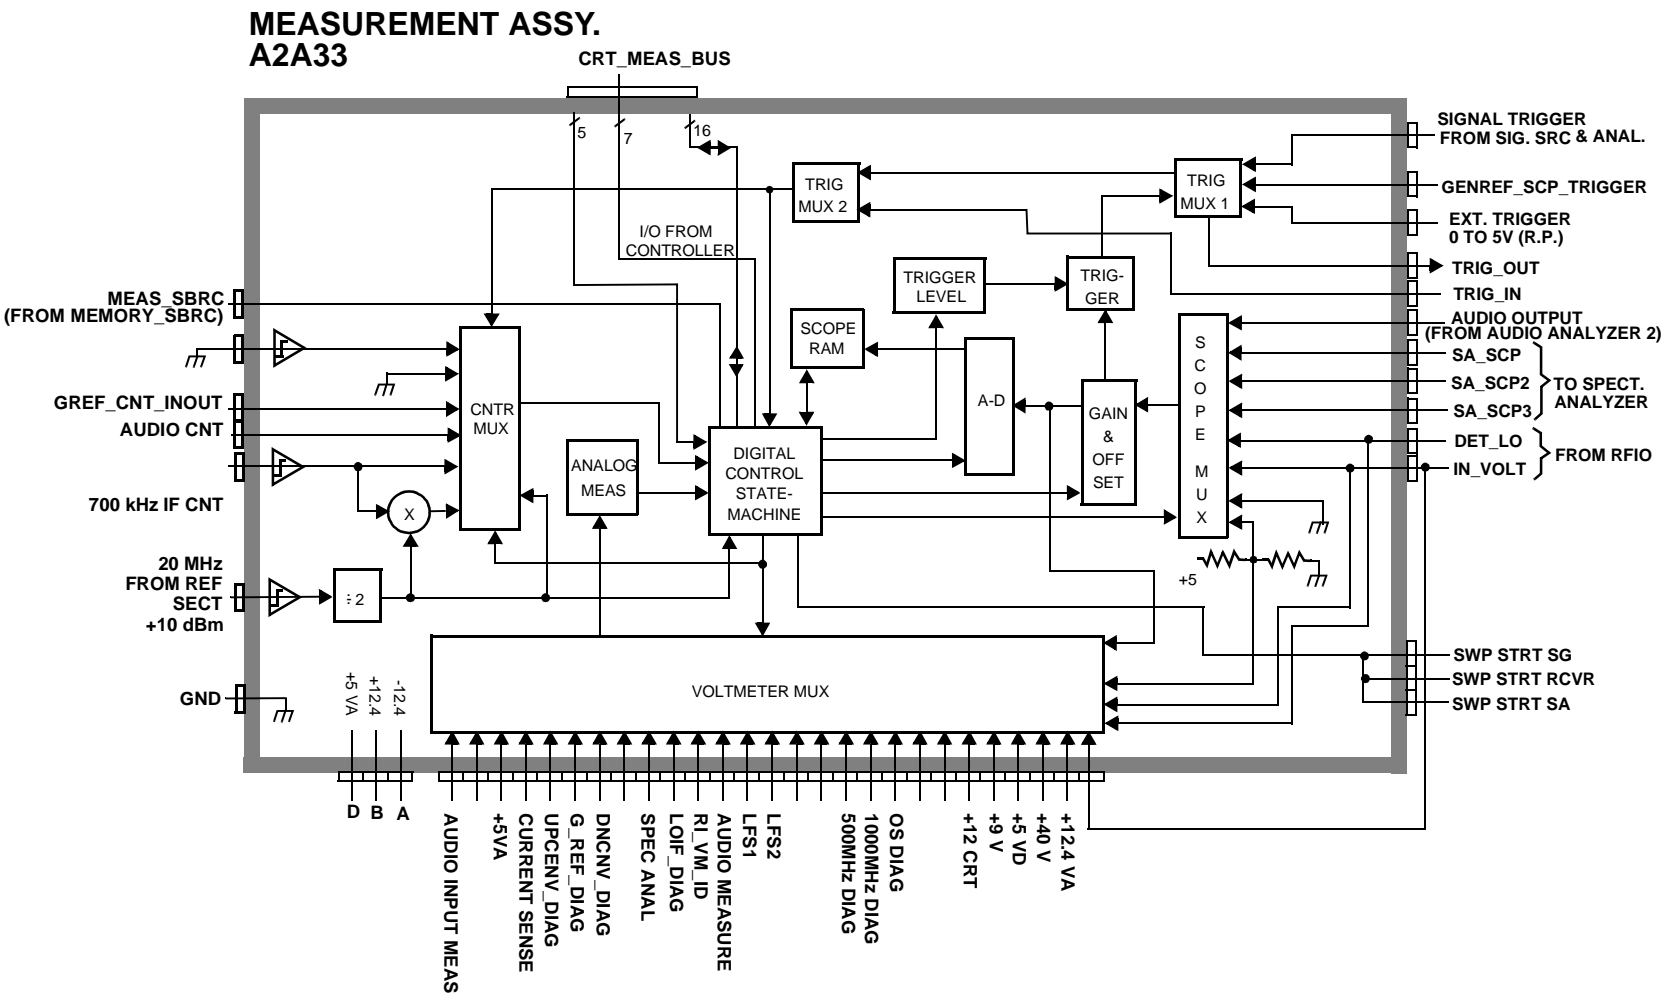 MEASUREMENT ASSY.
A2A33
CRT_MEAS_BUS
5
7
16
I/O FROM
CONTROLLER
TRIG
MUX 2
TRIG
MUX 1
TRIGGER
LEVEL
TRIG-
GER
SCOPE
RAM
A-D
GAIN
&
OFF
SET
S
C
O
P
E
M
U
X
CNTR
MUX
ANALOG
MEAS
DIGITAL
CONTROL
STATE-
MACHINE
X
÷ 2
+5
VOLTMETER MUX
MEAS_SBRC
(FROM MEMORY_SBRC)
GREF_CNT_INOUT
AUDIO CNT
700 kHz IF CNT
20 MHz
FROM REF
SECT
+10 dBm
GND
+5 VA
+12.4
-12.4
D
B
A
SIGNAL TRIGGER
FROM SIG. SRC & ANAL.
GENREF_SCP_TRIGGER
EXT. TRIGGER
0 TO 5V (R.P.)
TRIG_OUT
TRIG_IN
AUDIO OUTPUT
(FROM AUDIO ANALYZER 2)
SA_SCP
SA_SCP2
SA_SCP3
TO SPECT.
ANALYZER
DET_LO
IN_VOLT
FROM RFIO
SWP STRT SG
SWP STRT RCVR
SWP STRT SA
AUDIO INPUT MEAS
+5VA
CURRENT SENSE
UPCENV_DIAG
G_REF_DIAG
DNCNV_DIAG
SPEC ANAL
LOIF_DIAG
RI_VM_ID
AUDIO MEASURE
LFS1
LFS2
500MHz DIAG
1000MHz DIAG
OS DIAG
+12 CRT
+9 V
+5 VD
+40 V
+12.4 VA